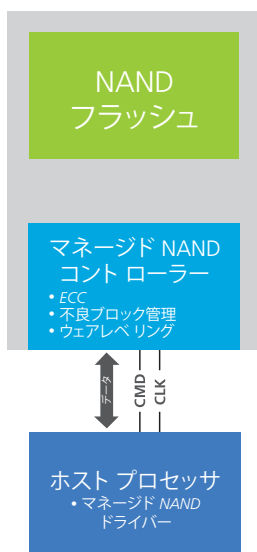 NAND
フラッシュ
マネージド NAND
コント ローラー
• ECC
• 不良ブロック管理
• ウェアレベ リング
データ
CMD
CLK
ホスト プロセッサ
• マネージド NAND
ドライバー